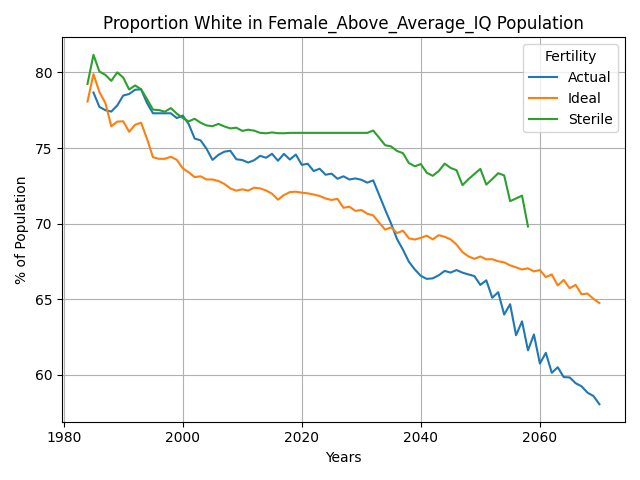 Proportion White in Female_Above_Average_IQ Population
Fertility
Actual
Ideal
Sterile
% of Population
80
75
70
65
60
1980
2000
2020
2040
2060
Years